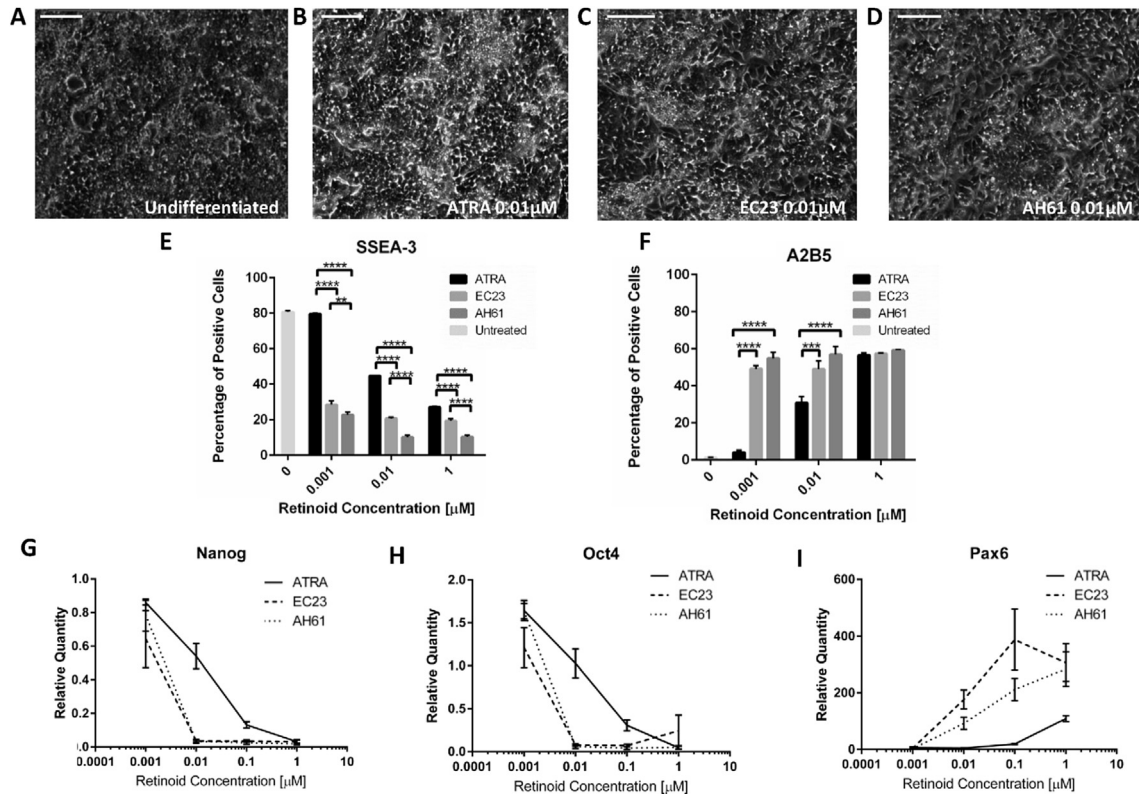 A
B
C
D
Undifferentiated
ATRA 0.01µM
EC23 0.01µM
AH61 0.01µM
E
SSEA-3
Percentage of Positive Cells
100
80
60
40
20
0
****
****
**
****
****
****
****
****
****
ATRA
EC23
AH61
Untreated
0
0.001
0.01
1
Retinoid Concentration [µM]
F
A2B5
Percentage of Positive Cells
100
80
60
40
20
0
****
****
****
***
ATRA
EC23
AH61
Untreated
0
0.001
0.01
1
Retinoid Concentration [µM]
G
Nanog
Relative Quantity
1.0
0.8
0.6
0.4
0.2
0.0
ATRA
EC23
AH61
0.0001 0.001 0.01 0.1 1 10
Retinoid Concentration [µM]
H
Oct4
Relative Quantity
2.0
1.5
1.0
0.5
0.0
ATRA
EC23
AH61
0.0001 0.001 0.01 0.1 1 10
Retinoid Concentration [µM]
I
Pax6
Relative Quantity
600
400
200
0
ATRA
EC23
AH61
0.0001 0.001 0.01 0.1 1 10
Retinoid Concentration [µM]